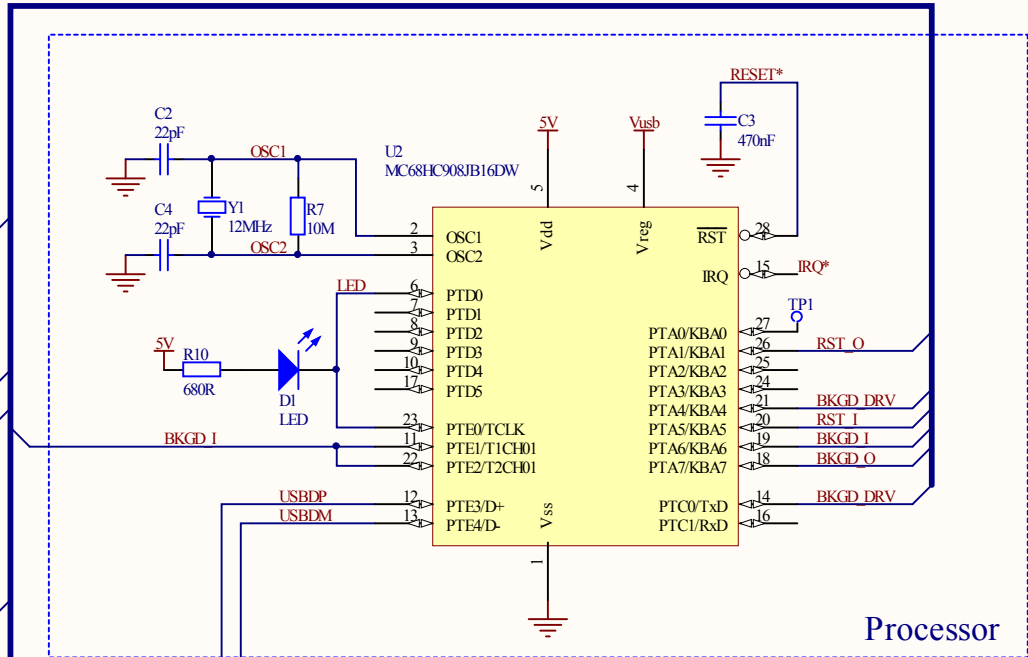 RESET*
C2
22pF
5V
Vusb
C3
470nF
OSC1
U2
MC68HC908JB16DW
5
4
C4
22pF
Y1
12MHz
R7
10M
OSC2
2
OSC1
3
OSC2
Vdd
Vreg
RST
28
IRQ
15
IRQ*
LED
6
PTD0
7
PTD1
8
PTD2
9
PTD3
10
PTD4
17
PTD5
TP1
PTA0/KBA0
27
PTA1/KBA1
26
RST_O
PTA2/KBA2
25
PTA3/KBA3
24
PTA4/KBA4
21
BKGD_DRV
PTA5/KBA5
20
RST_I
PTA6/KBA6
19
BKGD_I
PTA7/KBA7
18
BKGD_O
5V
R10
680R
D1
LED
23
PTE0/TCLK
BKGD_I
11
PTE1/T1CH01
22
PTE2/T2CH01
USBDP
12
PTE3/D+
USBDM
13
PTE4/D-
Vss
PTC0/TxD
14
BKGD_DRV
PTC1/RxD
16
1
Processor